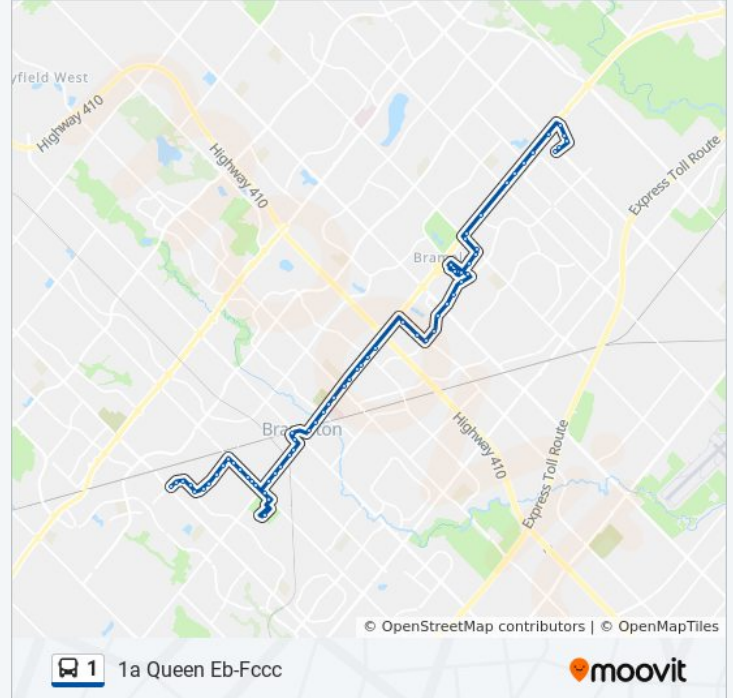 yfield West
Highway 410
Highway 410
Express Toll Route
Bram
Brampton
Highway 410
Express Toll Route
© OpenStreetMap contributors | © OpenMapTiles
1 1a Queen Eb-Fccc moovit